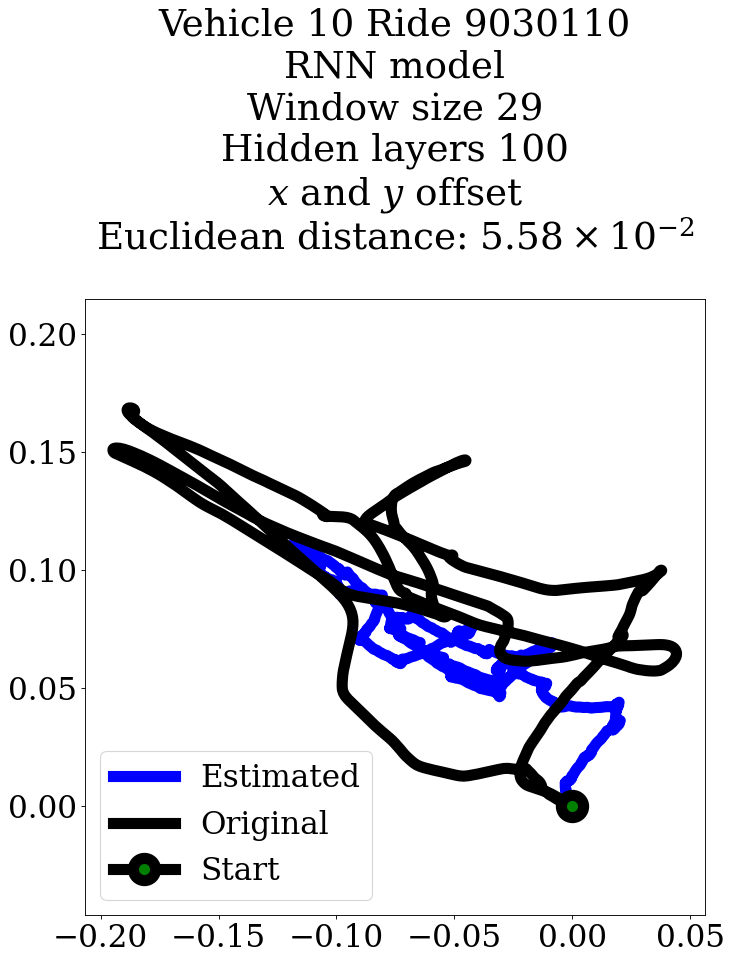 Vehicle 10 Ride 9030110
RNN model
Window size 29
Hidden layers 100
x and y offset
Euclidean distance: 5.58 × 10⁻²
0.20
0.15
0.10
0.05
0.00
Estimated
Original
Start
−0.20 −0.15 −0.10 −0.05 0.00 0.05